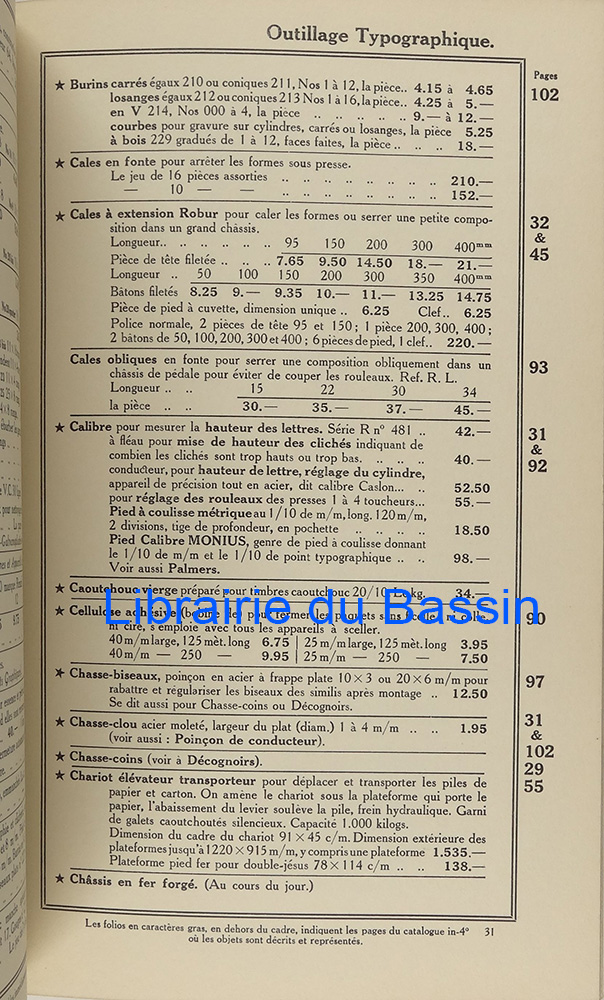 Outillage Typographique.
Pages
★ Burins carrés égaux 210 ou coniques 211, Nos 1 à 12, la pièce.. 4.15 à 4.65
102
losanges égaux 212 ou coniques 213 Nos 1 à 16, la pièce.. 4.25 à 5.—
en V 214, Nos 000 à 4, la pièce .. .. .. .. .. .. 9.— à 12.—
courbes pour gravure sur cylindres, carrés ou losanges, la pièce 5.25
à bois 229 gradués de 1 à 12, faces faites, la pièce .. .. .. 18.—
★ Cales en fonte pour arrêter les formes sous presse.
Le jeu de 16 pièces assorties .. .. .. .. .. .. .. .. 210.—
— 10 — — .. .. .. .. .. .. .. .. 152.—
★ Cales à extension Robur pour caler les formes ou serrer une petite compo-
32
sition dans un grand châssis.
&
Longueur.. .. .. .. .. .. 95 150 200 300 400mm
45
Pièce de tête filetée .. .. .. 7.65 9.50 14.50 18.— 21.—
Longueur .. 50 100 150 200 300 350 400mm
Bâtons filetés 8.25 9.— 9.35 10.— 11.— 13.25 14.75
Pièce de pied à cuvette, dimension unique .. 6.25 Clef.. 6.25
Police normale, 2 pièces de tête 95 et 150 ; 1 pièce 200, 300, 400 ;
2 bâtons de 50, 100, 200, 300 et 400 ; 6 pièces de pied, 1 clef.. 220.—
Cales obliques en fonte pour serrer une composition obliquement dans un
93
châssis de pédale pour éviter de couper les rouleaux. Ref. R. L.
Longueur .. .. 15 22 30 34
la pièce .. .. 30.— 35.— 37.— 45.—
★ Calibre pour mesurer la hauteur des lettres. Série R nº 481 .. 42.—
31
à fléau pour mise de hauteur des clichés indiquant de
&
combien les clichés sont trop hauts ou trop bas. .. .. .. 40.—
92
conducteur, pour hauteur de lettre, réglage du cylindre,
appareil de précision tout en acier, dit calibre Caslon... .. 52.50
pour réglage des rouleaux des presses 1 à 4 toucheurs... 55.—
Pied à coulisse métrique au 1/10 de m/m, long. 120 m/m,
2 divisions, tige de profondeur, en pochette .. .. .. .. 18.50
Pied Calibre MONIUS, genre de pied à coulisse donnant
le 1/10 de m/m et le 1/10 de point typographique .. .. 98.—
Voir aussi Palmers.
★ Caoutchouc vierge préparé pour timbres caoutchouc 20/10 Le kg. 34.—
Librairie du Bassin
★ Cellulose adhésive
90
ni cire, s'emploie avec tous les appareils à sceller.
40 m/m large, 125 mèt. long 6.75 | 25 m/m large, 125 mèt. long 3.95
40 m/m — 250 — 9.95 | 25 m/m — 250 — 7.50
★ Chasse-biseaux, poinçon en acier à frappe plate 10 × 3 ou 20 × 6 m/m pour
97
rabattre et régulariser les biseaux des similis après montage .. 12.50
Se dit aussi pour Chasse-coins ou Décognoirs.
★ Chasse-clou acier moleté, largeur du plat (diam.) 1 à 4 m/m .. .. 1.95
31
(voir aussi : Poinçon de conducteur).
&
102
★ Chasse-coins (voir à Décognoirs).
29
★ Chariot élévateur transporteur pour déplacer et transporter les piles de
55
papier et carton. On amène le chariot sous la plateforme qui porte le
papier, l'abaissement du levier soulève la pile, frein hydraulique. Garni
de galets caoutchoutés silencieux. Capacité 1.000 kilogs.
Dimension du cadre du chariot 91 × 45 c/m. Dimension extérieure des
plateformes jusqu'à 1220 × 915 m/m, y compris une plateforme 1.535.—
Plateforme pied fer pour double-jésus 78 × 114 c/m .. .. 138.—
★ Châssis en fer forgé. (Au cours du jour.)
Les folios en caractères gras, en dehors du cadre, indiquent les pages du catalogue in-4º 31
où les objets sont décrits et représentés.